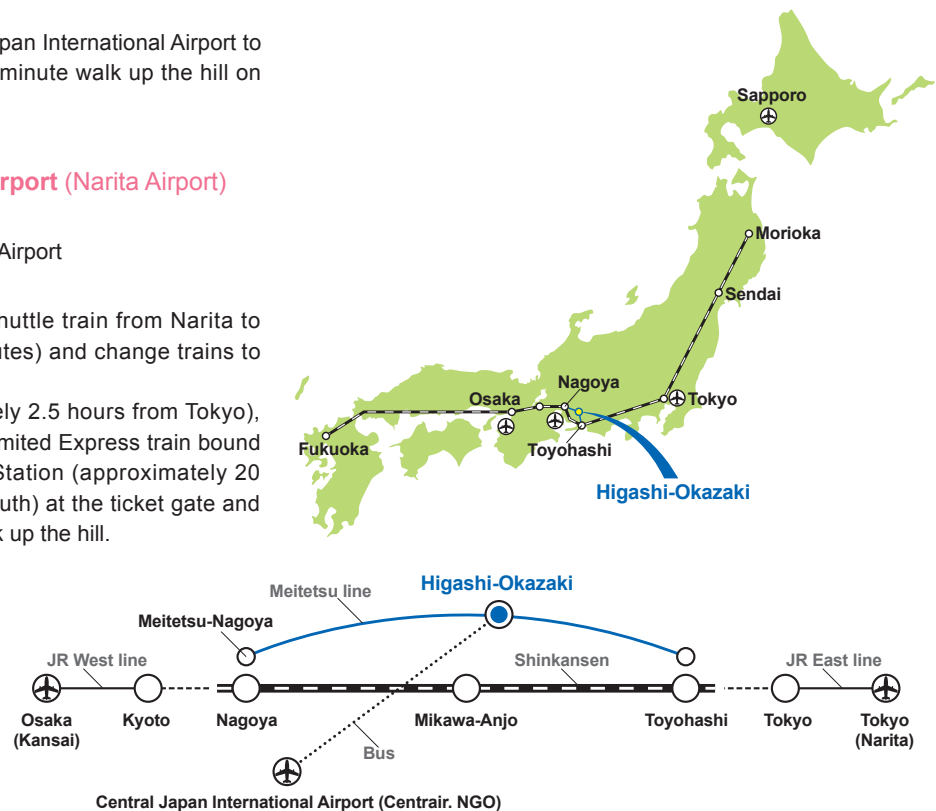 pan International Airport to
minute walk up the hill on
rport (Narita Airport)
Airport
huttle train from Narita to
utes) and change trains to
ely 2.5 hours from Tokyo),
imited Express train bound
Station (approximately 20
uth) at the ticket gate and
k up the hill.
Sapporo
Morioka
Sendai
Nagoya
Osaka
Tokyo
Fukuoka
Toyohashi
Higashi-Okazaki
Meitetsu line
Higashi-Okazaki
Meitetsu-Nagoya
JR West line
Shinkansen
JR East line
Osaka
(Kansai)
Kyoto
Nagoya
Mikawa-Anjo
Toyohashi
Tokyo
Tokyo
(Narita)
Bus
Central Japan International Airport (Centrair. NGO)